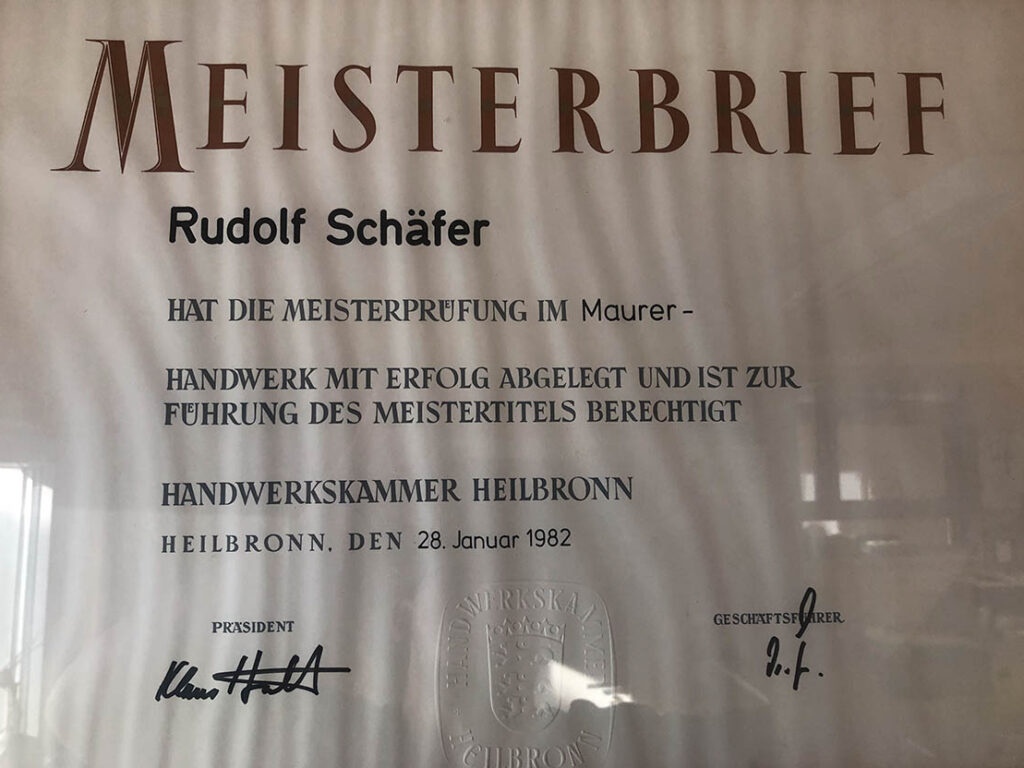 MEISTERBRIEF
Rudolf Schäfer
HAT DIE MEISTERPRÜFUNG IM Maurer-
HANDWERK MIT ERFOLG ABGELEGT UND IST ZUR
FÜHRUNG DES MEISTERTITELS BERECHTIGT
HANDWERKSKAMMER HEILBRONN
HEILBRONN, DEN 28. Januar 1982
PRÄSIDENT
GESCHÄFTSFÜHRER
Klaus
HANDWERKSKAMMER
HEILBRONN